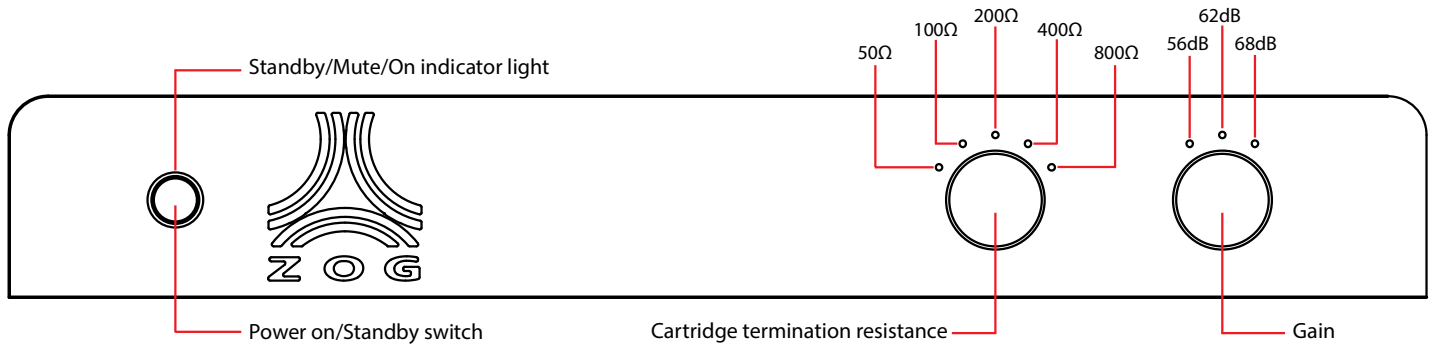 62dB
200Ω
100Ω
400Ω
56dB
68dB
50Ω
800Ω
Standby/Mute/On indicator light
ZOG
Power on/Standby switch
Cartridge termination resistance
Gain